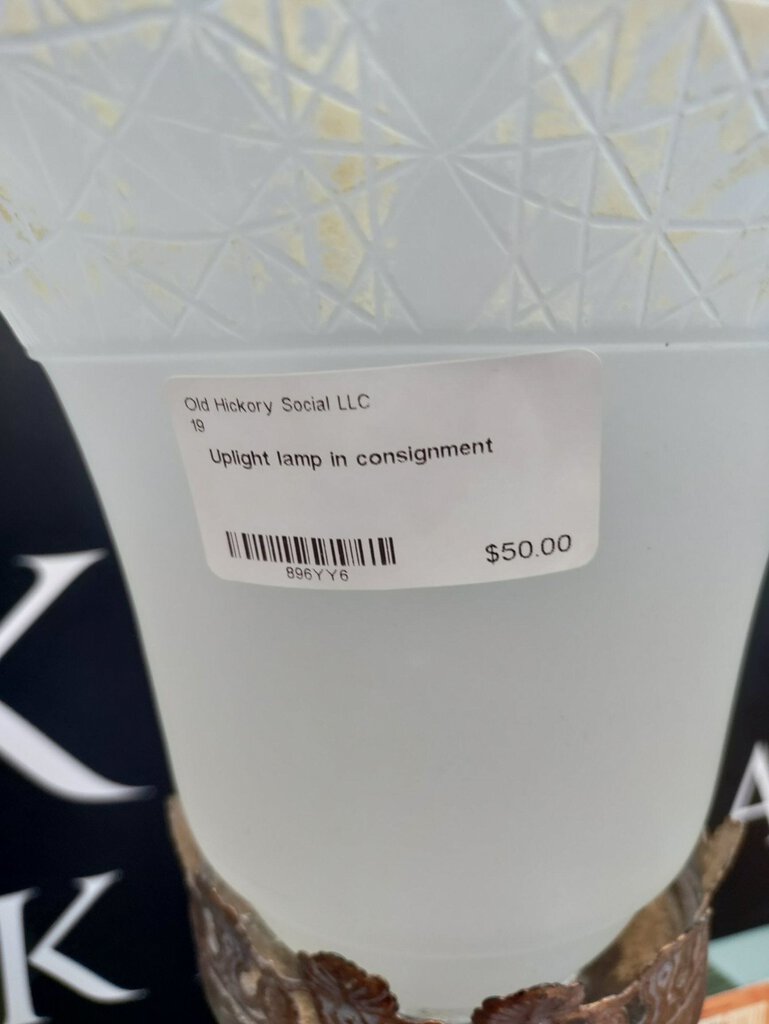 Old Hickory Social LLC
19
Uplight lamp in consignment
$50.00
896YY6
K
K